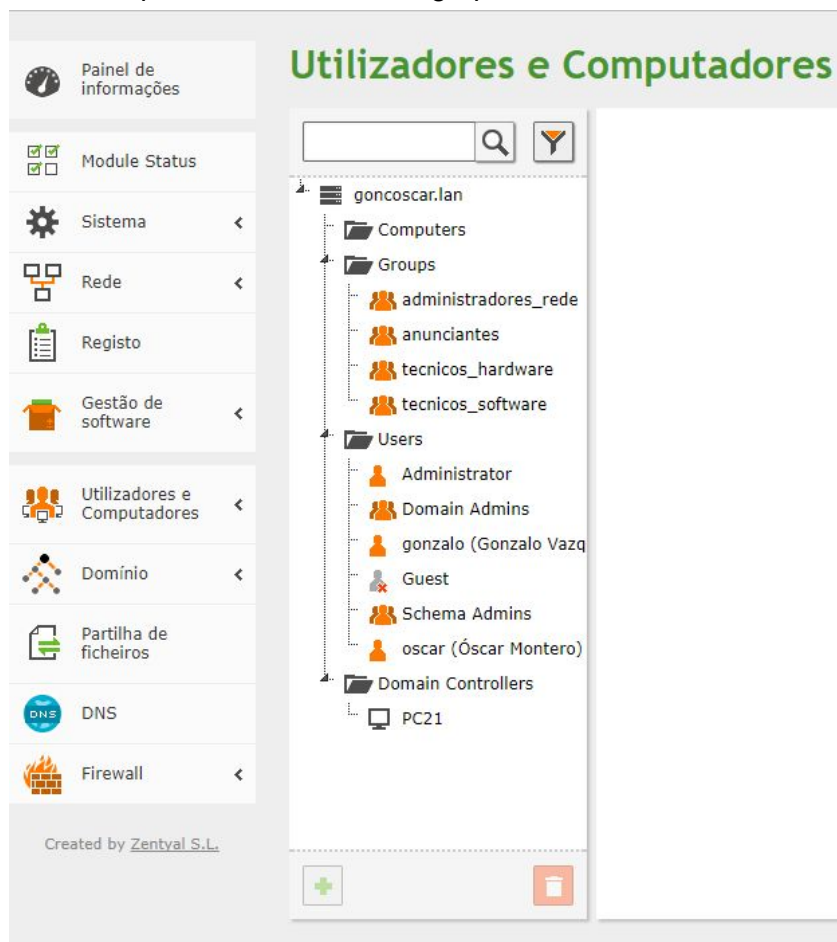 Painel de
informações
Module Status
Sistema
Rede
Registo
Gestão de
software
Utilizadores e
Computadores
Domínio
Partilha de
ficheiros
DNS
DNS
Firewall
Created by Zentyal S.L.
Utilizadores e Computadores
goncoscar.lan
Computers
Groups
administradores_rede
anunciantes
tecnicos_hardware
tecnicos_software
Users
Administrator
Domain Admins
gonzalo (Gonzalo Vazq
Guest
Schema Admins
oscar (Óscar Montero)
Domain Controllers
PC21